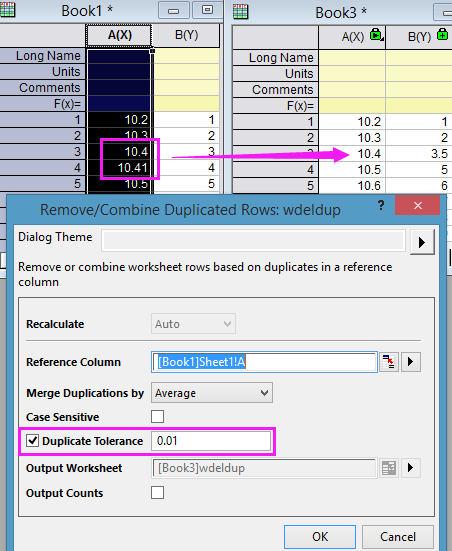 Book1 *
A(X) B(Y)
Long Name
Units
Comments
F(x)=
1 10.2 1
2 10.3 2
3 10.4 3
4 10.41 4
5 10.5 5
Book3 *
A(X) B(Y)
Long Name
Units
Comments
F(x)=
1 10.2 1
2 10.3 2
10.4 3.5
4 10.5 5
5 10.6 6
Remove/Combine Duplicated Rows: wdeldup ? ×
Dialog Theme
Remove or combine worksheet rows based on duplicates in a reference
column
Recalculate Auto
Reference Column [Book1]Sheet1!A
Merge Duplications by Average
Case Sensitive
Duplicate Tolerance 0.01
Output Worksheet [Book3]wdeldup
Output Counts
OK Cancel